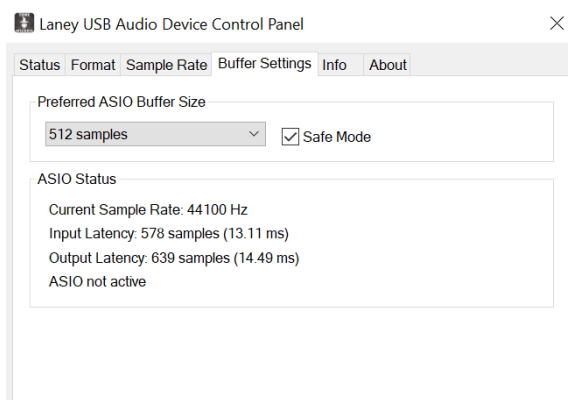 Laney USB Audio Device Control Panel
Status Format Sample Rate Buffer Settings Info About
Preferred ASIO Buffer Size
512 samples Safe Mode
ASIO Status
Current Sample Rate: 44100 Hz
Input Latency: 578 samples (13.11 ms)
Output Latency: 639 samples (14.49 ms)
ASIO not active